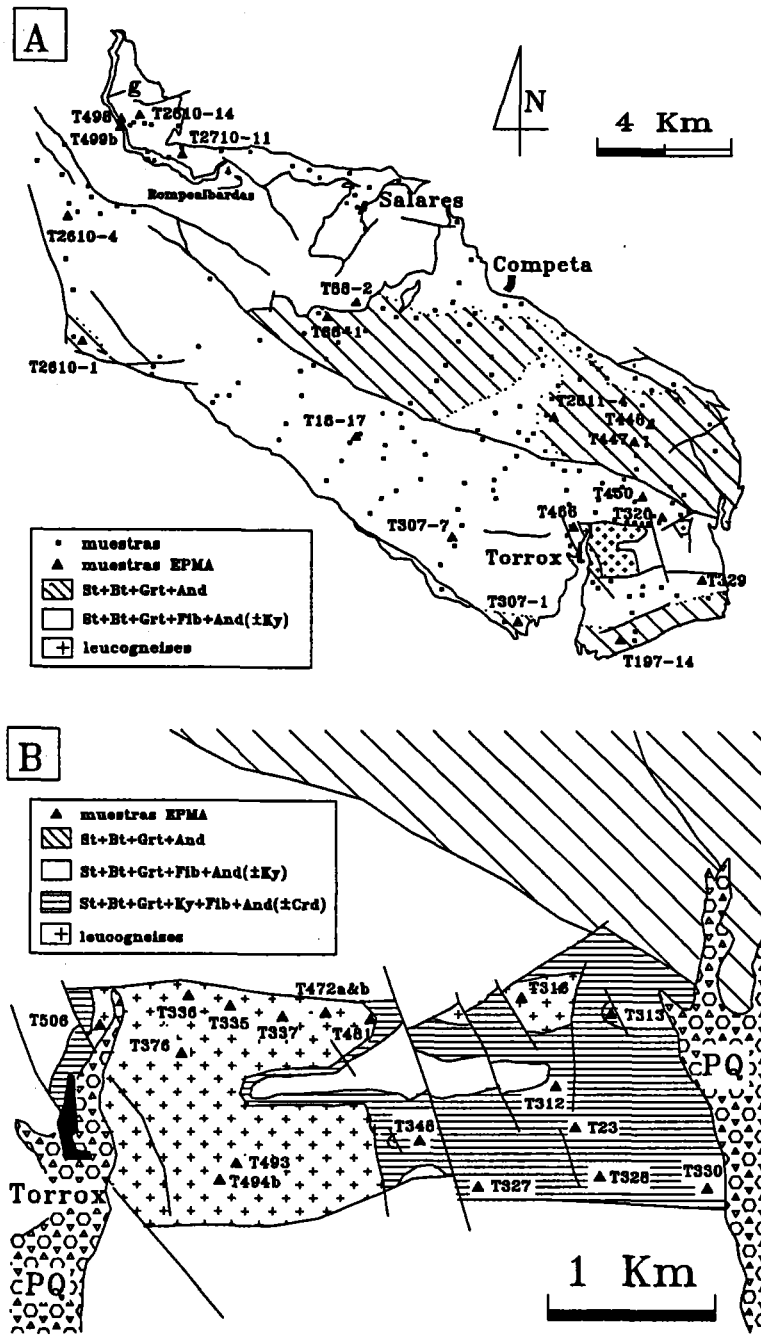 A
g
T498
T2610-14
T499b
T2710-11
N
4 Km
Rompealbardas
Salares
T2610-4
Competa
T88-2
T2610-1
T2611-4
T446
T16-17
T447
T450
T466
T320
T307-7
Torrox
T329
T307-1
T197-14
muestras
muestras EPMA
St+Bt+Grt+And
St+Bt+Grt+Fib+And(±Ky)
leucogneises
B
muestras EPMA
St+Bt+Grt+And
St+Bt+Grt+Fib+And(±Ky)
St+Bt+Grt+Ky+Fib+And(±Crd)
leucogneises
T472a&b
T316
T506
T336
T335
T337
T481
T313
T376
PQ
T312
T348
T23
T493
T494b
T327
T328
T330
Torrox
PQ
1 Km